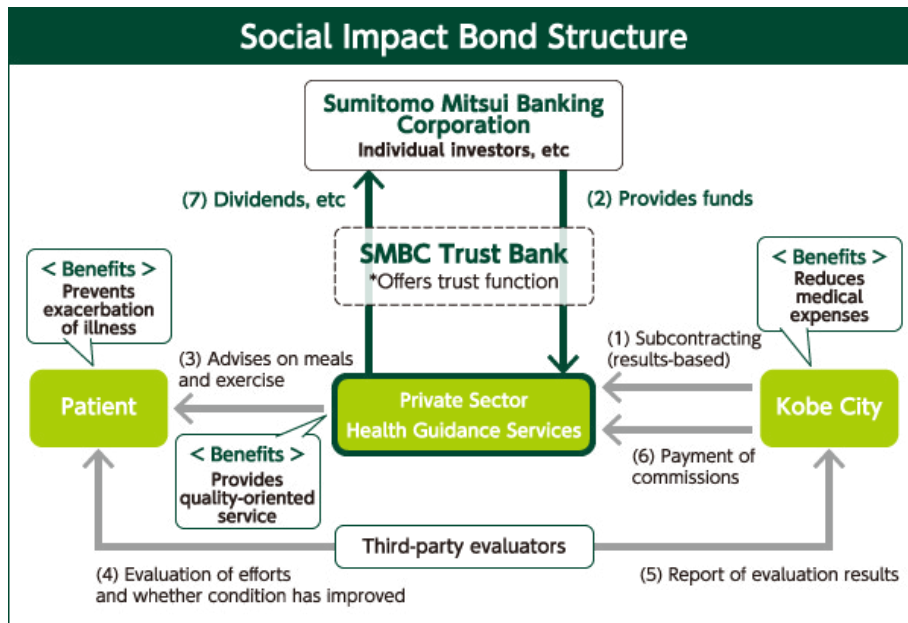 Social Impact Bond Structure
Sumitomo Mitsui Banking
Corporation
Individual investors, etc
(7) Dividends, etc
(2) Provides funds
SMBC Trust Bank
*Offers trust function
< Benefits >
Prevents
exacerbation
of illness
< Benefits >
Reduces
medical
expenses
(3) Advises on meals
and exercise
(1) Subcontracting
(results-based)
Patient
Private Sector
Health Guidance Services
Kobe City
< Benefits >
Provides
quality-oriented
service
(6) Payment of
commissions
Third-party evaluators
(4) Evaluation of efforts
and whether condition has improved
(5) Report of evaluation results